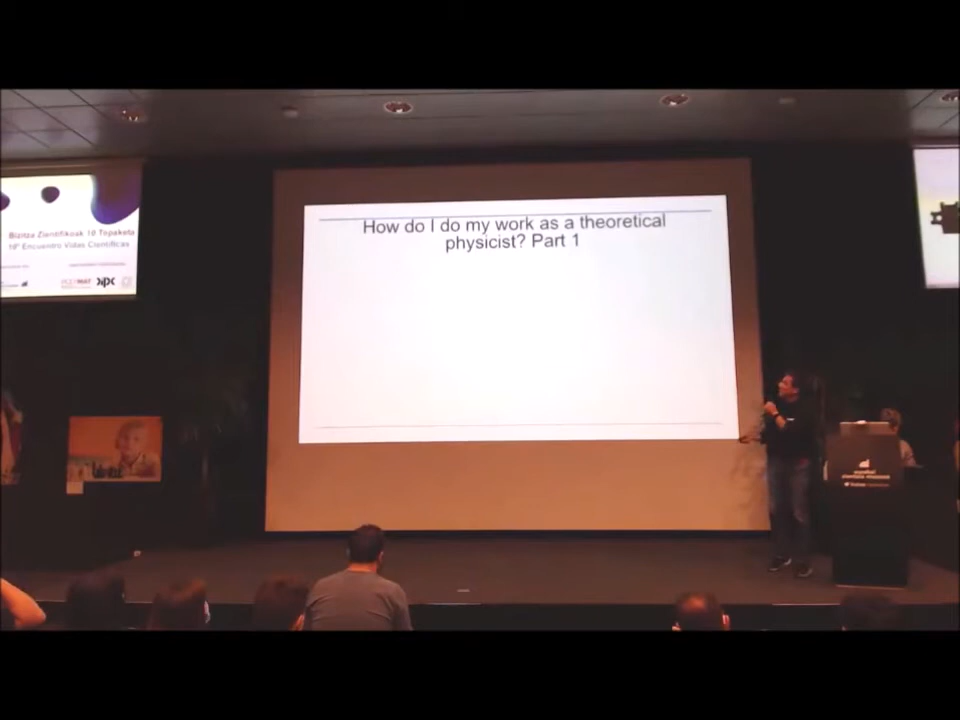 How do I do my work as a theoretical
physicist? Part 1
Bizitza Zientifikoak 10 Topaketa
10º Encuentro Vidas Científicas